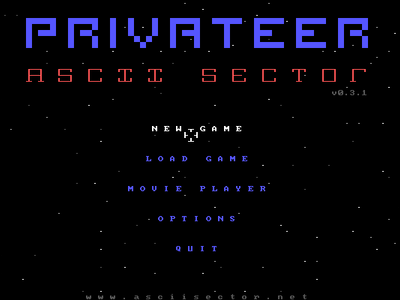 PRIVATEER
ASCII SECTOR
v0.3.1
NEW GAME
LOAD GAME
MOVIE PLAYER
OPTIONS
QUIT
www.asciisector.net